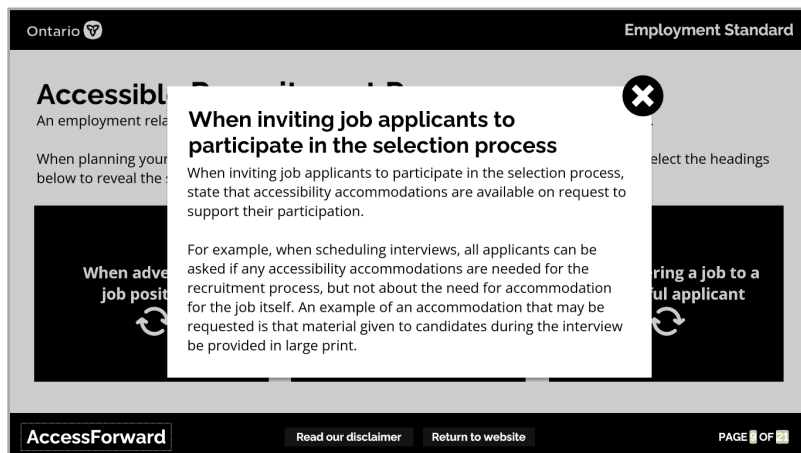 Ontario
Employment Standard
Accessibl
An employment rela
When planning your
elect the headings
below to reveal the
When inviting job applicants to
participate in the selection process
When inviting job applicants to participate in the selection process,
state that accessibility accommodations are available on request to
support their participation.
For example, when scheduling interviews, all applicants can be
asked if any accessibility accommodations are needed for the
recruitment process, but not about the need for accommodation
for the job itself. An example of an accommodation that may be
requested is that material given to candidates during the interview
be provided in large print.
When adve
job posit
ring a job to a
ful applicant
AccessForward
Read our disclaimer
Return to website
PAGE 9 OF 21